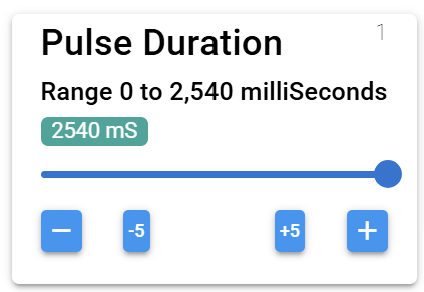 Pulse Duration
1
Range 0 to 2,540 milliSeconds
2540 mS
− -5 +5 +